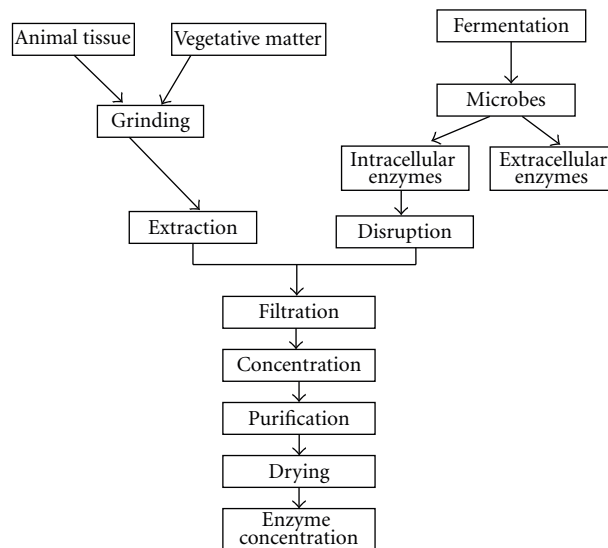 Animal tissue
Vegetative matter
Fermentation
Microbes
Grinding
Intracellular
enzymes
Extracellular
enzymes
Extraction
Disruption
Filtration
Concentration
Purification
Drying
Enzyme
concentration